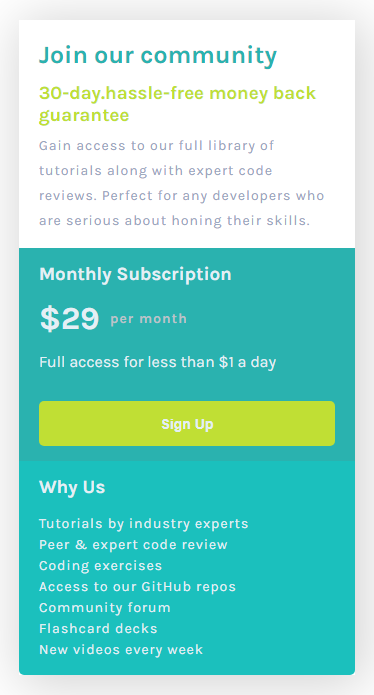 Join our community
30-day.hassle-free money back
guarantee
Gain access to our full library of
tutorials along with expert code
reviews. Perfect for any developers who
are serious about honing their skills.
Monthly Subscription
$29 per month
Full access for less than $1 a day
Sign Up
Why Us
Tutorials by industry experts
Peer & expert code review
Coding exercises
Access to our GitHub repos
Community forum
Flashcard decks
New videos every week